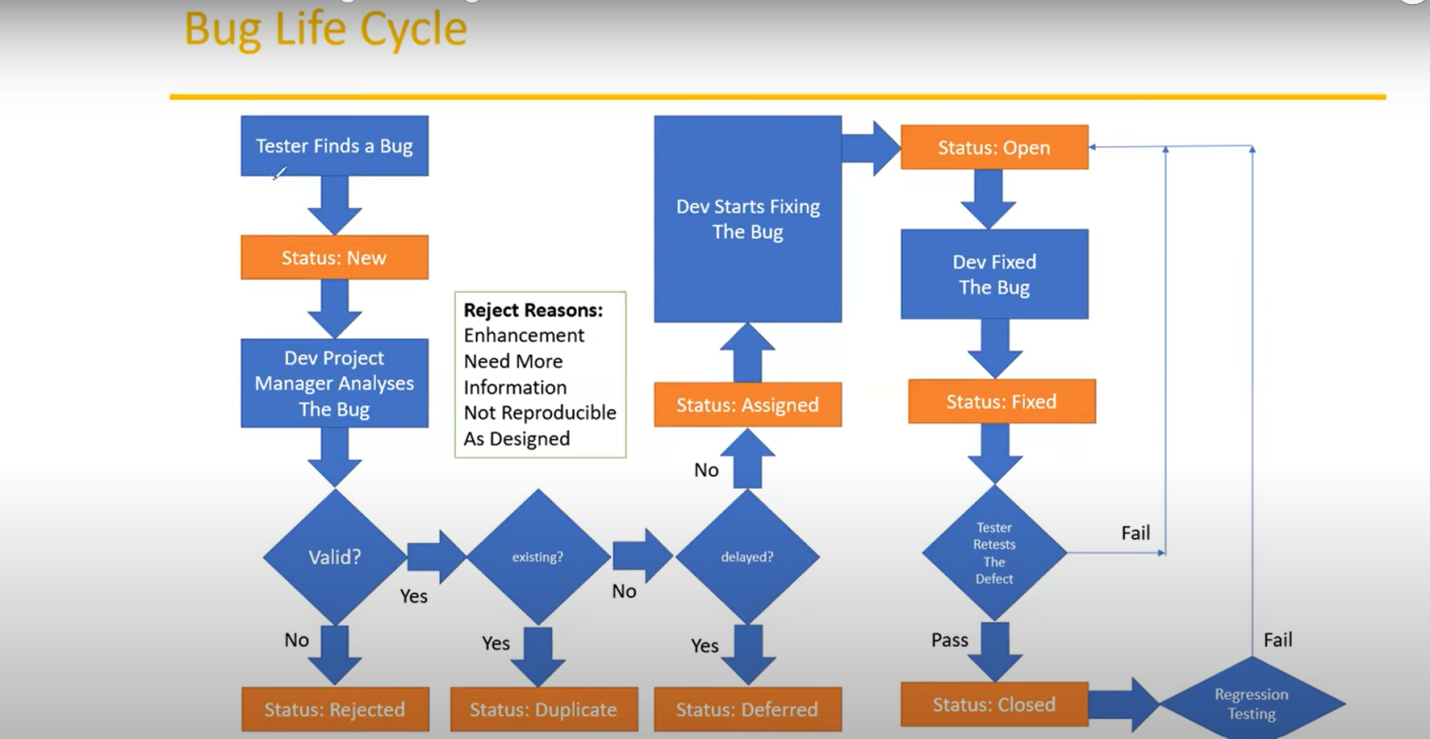 Bug Life Cycle
Tester Finds a Bug
Status: New
Dev Project
Manager Analyses
The Bug
Valid?
Yes
No
Status: Rejected
Reject Reasons:
Enhancement
Need More
Information
Not Reproducible
As Designed
existing?
No
Yes
Status: Duplicate
delayed?
No
Yes
Status: Deferred
Status: Assigned
Dev Starts Fixing
The Bug
Status: Open
Dev Fixed
The Bug
Status: Fixed
Tester
Retests
The
Defect
Fail
Pass
Status: Closed
Regression
Testing
Fail